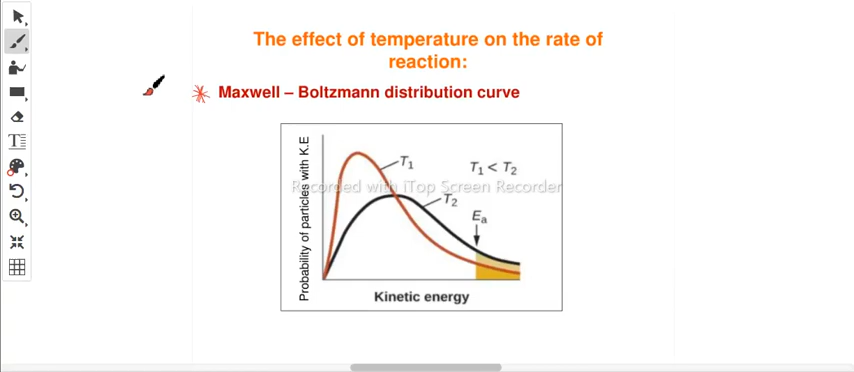 The effect of temperature on the rate of
reaction:
Maxwell – Boltzmann distribution curve
Probability of particles with K.E
T1
T1 < T2
Recorded with iTop Screen Recorder
T2
Ea
Kinetic energy